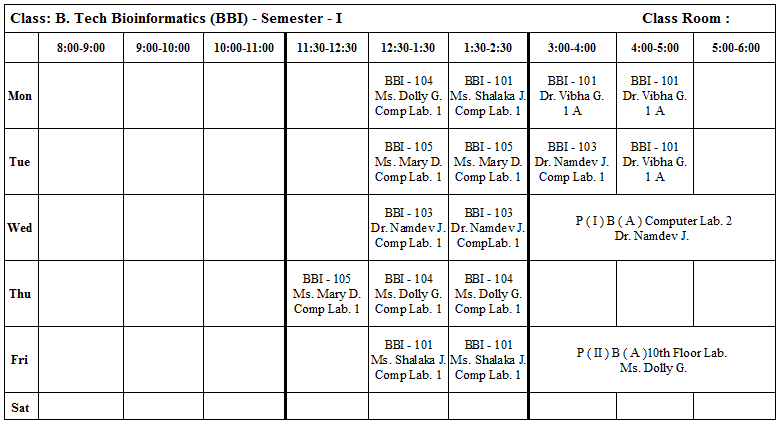 Class: B. Tech Bioinformatics (BBI) - Semester - I Class Room :
8:00-9:00 9:00-10:00 10:00-11:00 11:30-12:30 12:30-1:30 1:30-2:30 3:00-4:00 4:00-5:00 5:00-6:00
Mon
BBI - 104 BBI - 101 BBI - 101 BBI - 101
Ms. Dolly G. Ms. Shalaka J. Dr. Vibha G. Dr. Vibha G.
Comp Lab. 1 Comp Lab. 1 1 A 1 A
Tue
BBI - 105 BBI - 105 BBI - 103 BBI - 101
Ms. Mary D. Ms. Mary D. Dr. Namdev J. Dr. Vibha G.
Comp Lab. 1 Comp Lab. 1 Comp Lab. 1 1 A
Wed
BBI - 103 BBI - 103 P ( I ) B ( A ) Computer Lab. 2
Dr. Namdev J. Dr. Namdev J. Dr. Namdev J.
Comp Lab. 1 CompLab. 1
Thu
BBI - 105 BBI - 104 BBI - 104
Ms. Mary D. Ms. Dolly G. Ms. Dolly G.
Comp Lab. 1 Comp Lab. 1 Comp Lab. 1
Fri
BBI - 101 BBI - 101 P ( II ) B ( A )10th Floor Lab.
Ms. Shalaka J. Ms. Shalaka J. Ms. Dolly G.
Comp Lab. 1 Comp Lab. 1
Sat